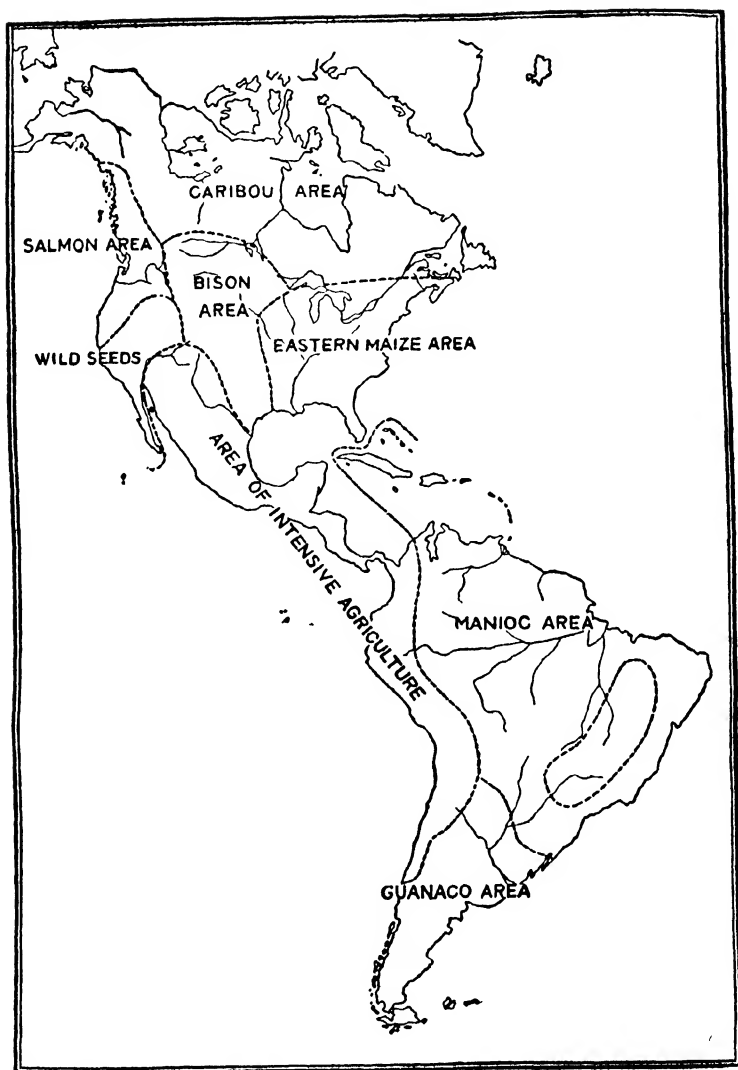 CARIBOU AREA
SALMON AREA
BISON
AREA
EASTERN MAIZE AREA
WILD SEEDS
AREA OF INTENSIVE AGRICULTURE
MANIOC AREA
GUANACO AREA